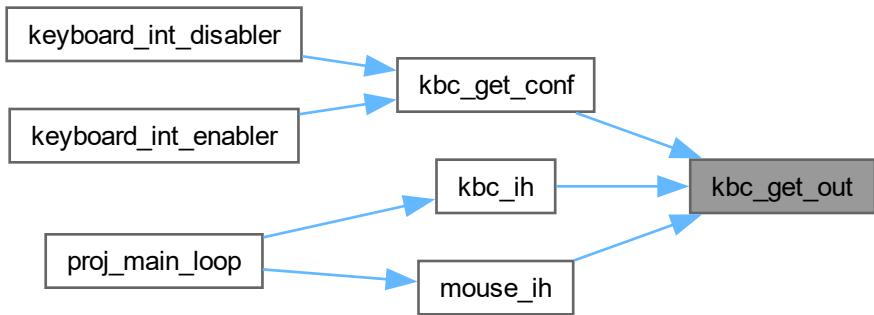 keyboard_int_disabler
kbc_get_conf
keyboard_int_enabler
kbc_get_out
kbc_ih
proj_main_loop
mouse_ih